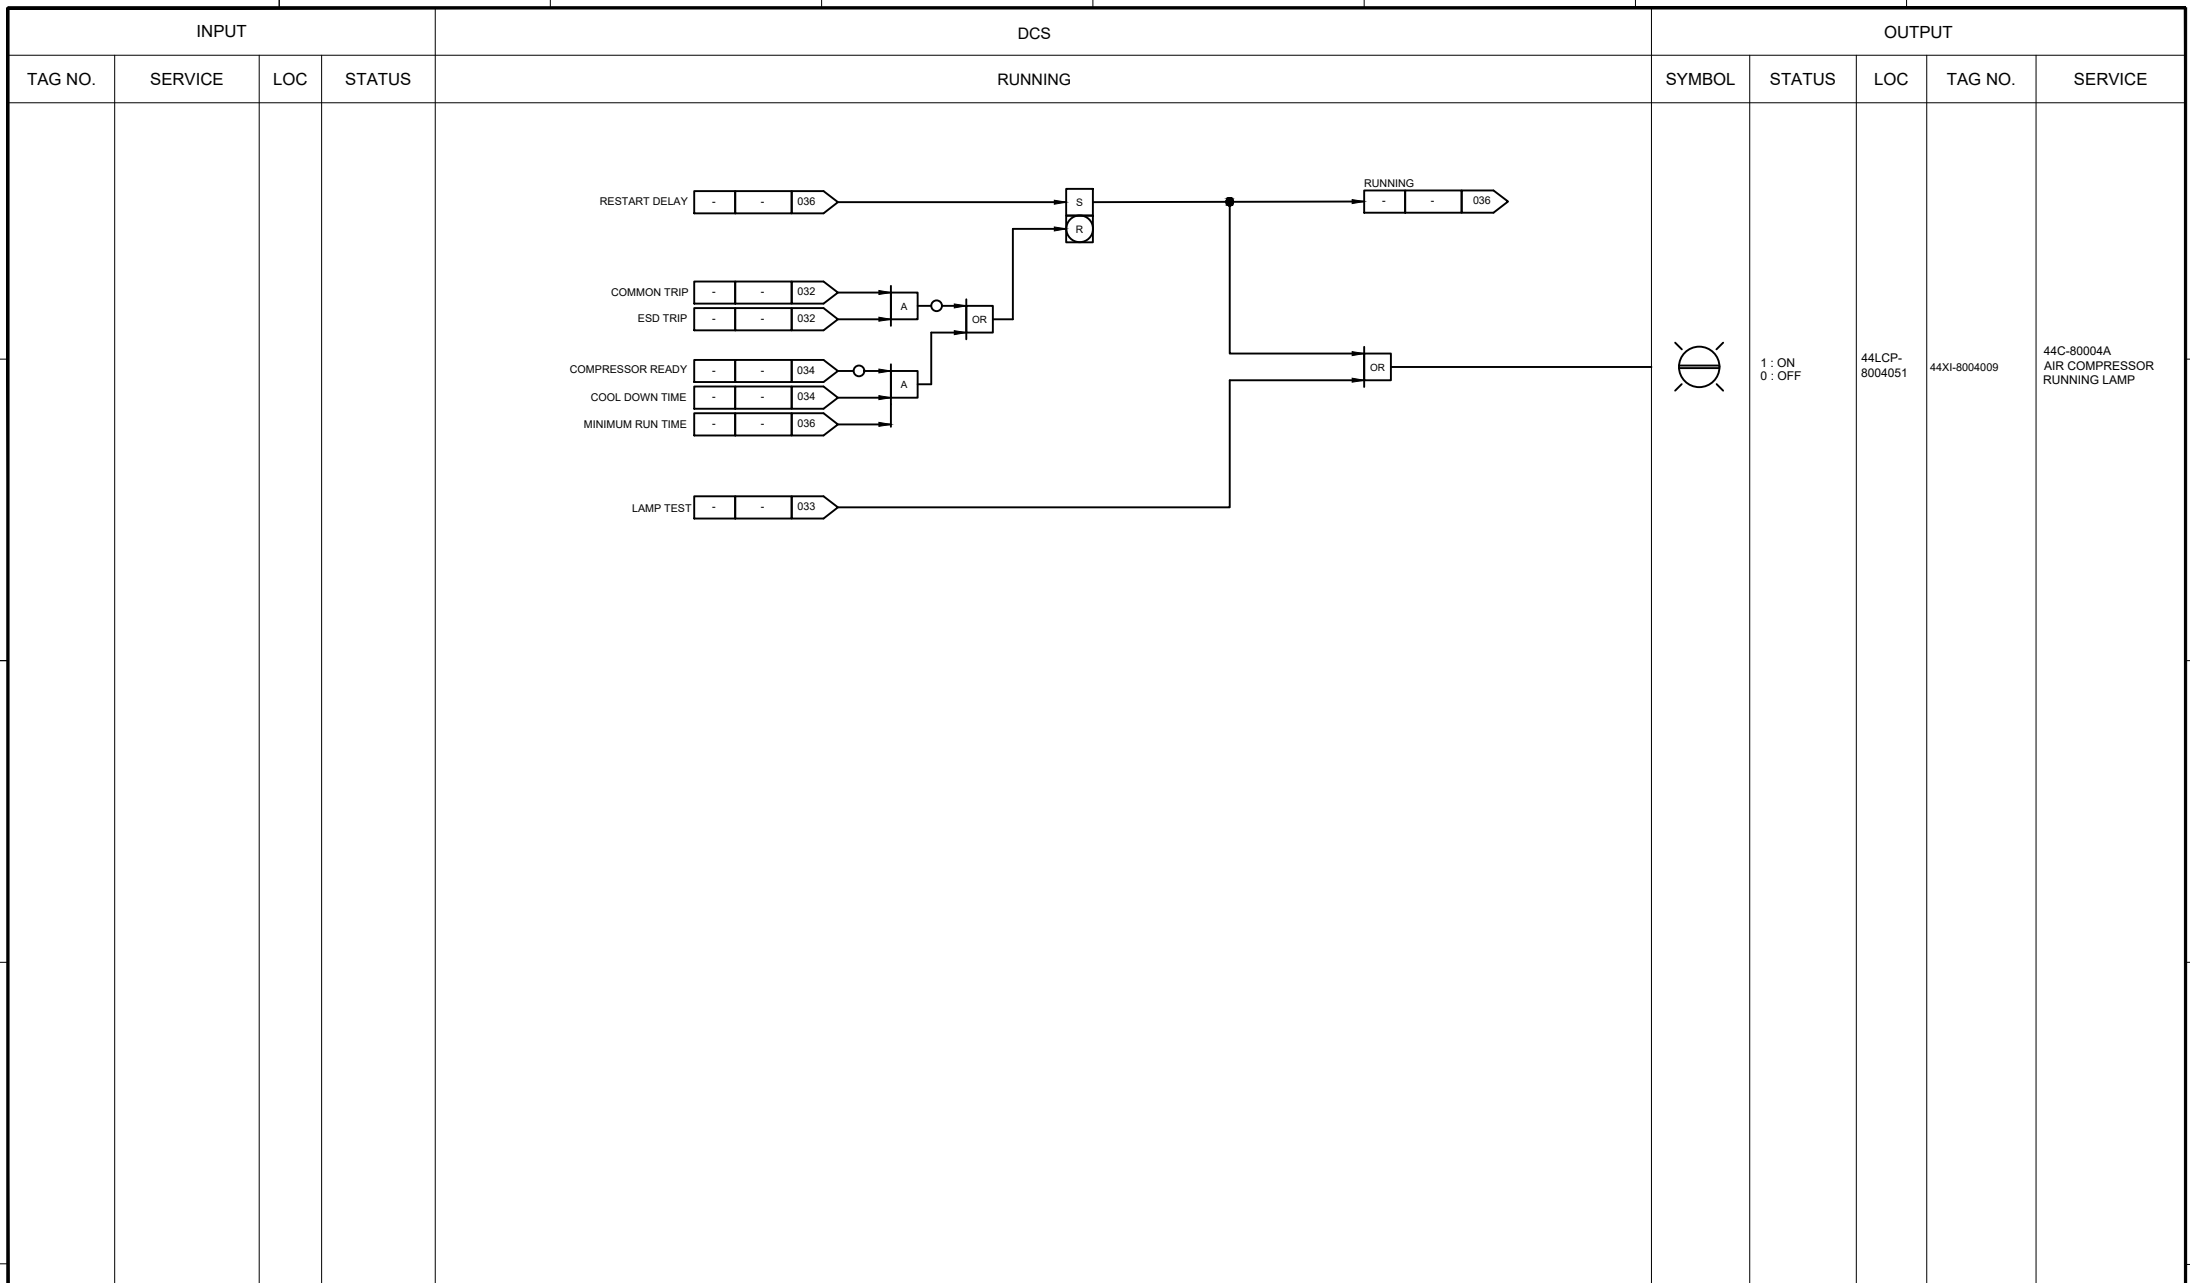 INPUT
DCS
OUTPUT
TAG NO.
SERVICE
LOC
STATUS
RUNNING
SYMBOL
STATUS
LOC
TAG NO.
SERVICE
RESTART DELAY - - 036
S
R
RUNNING
- - 036
COMMON TRIP - - 032
ESD TRIP - - 032
A
OR
COMPRESSOR READY - - 034
COOL DOWN TIME - - 034
MINIMUM RUN TIME - - 036
A
LAMP TEST - - 033
OR
1 : ON
0 : OFF
44LCP-
8004051
44XI-8004009
44C-80004A
AIR COMPRESSOR
RUNNING LAMP